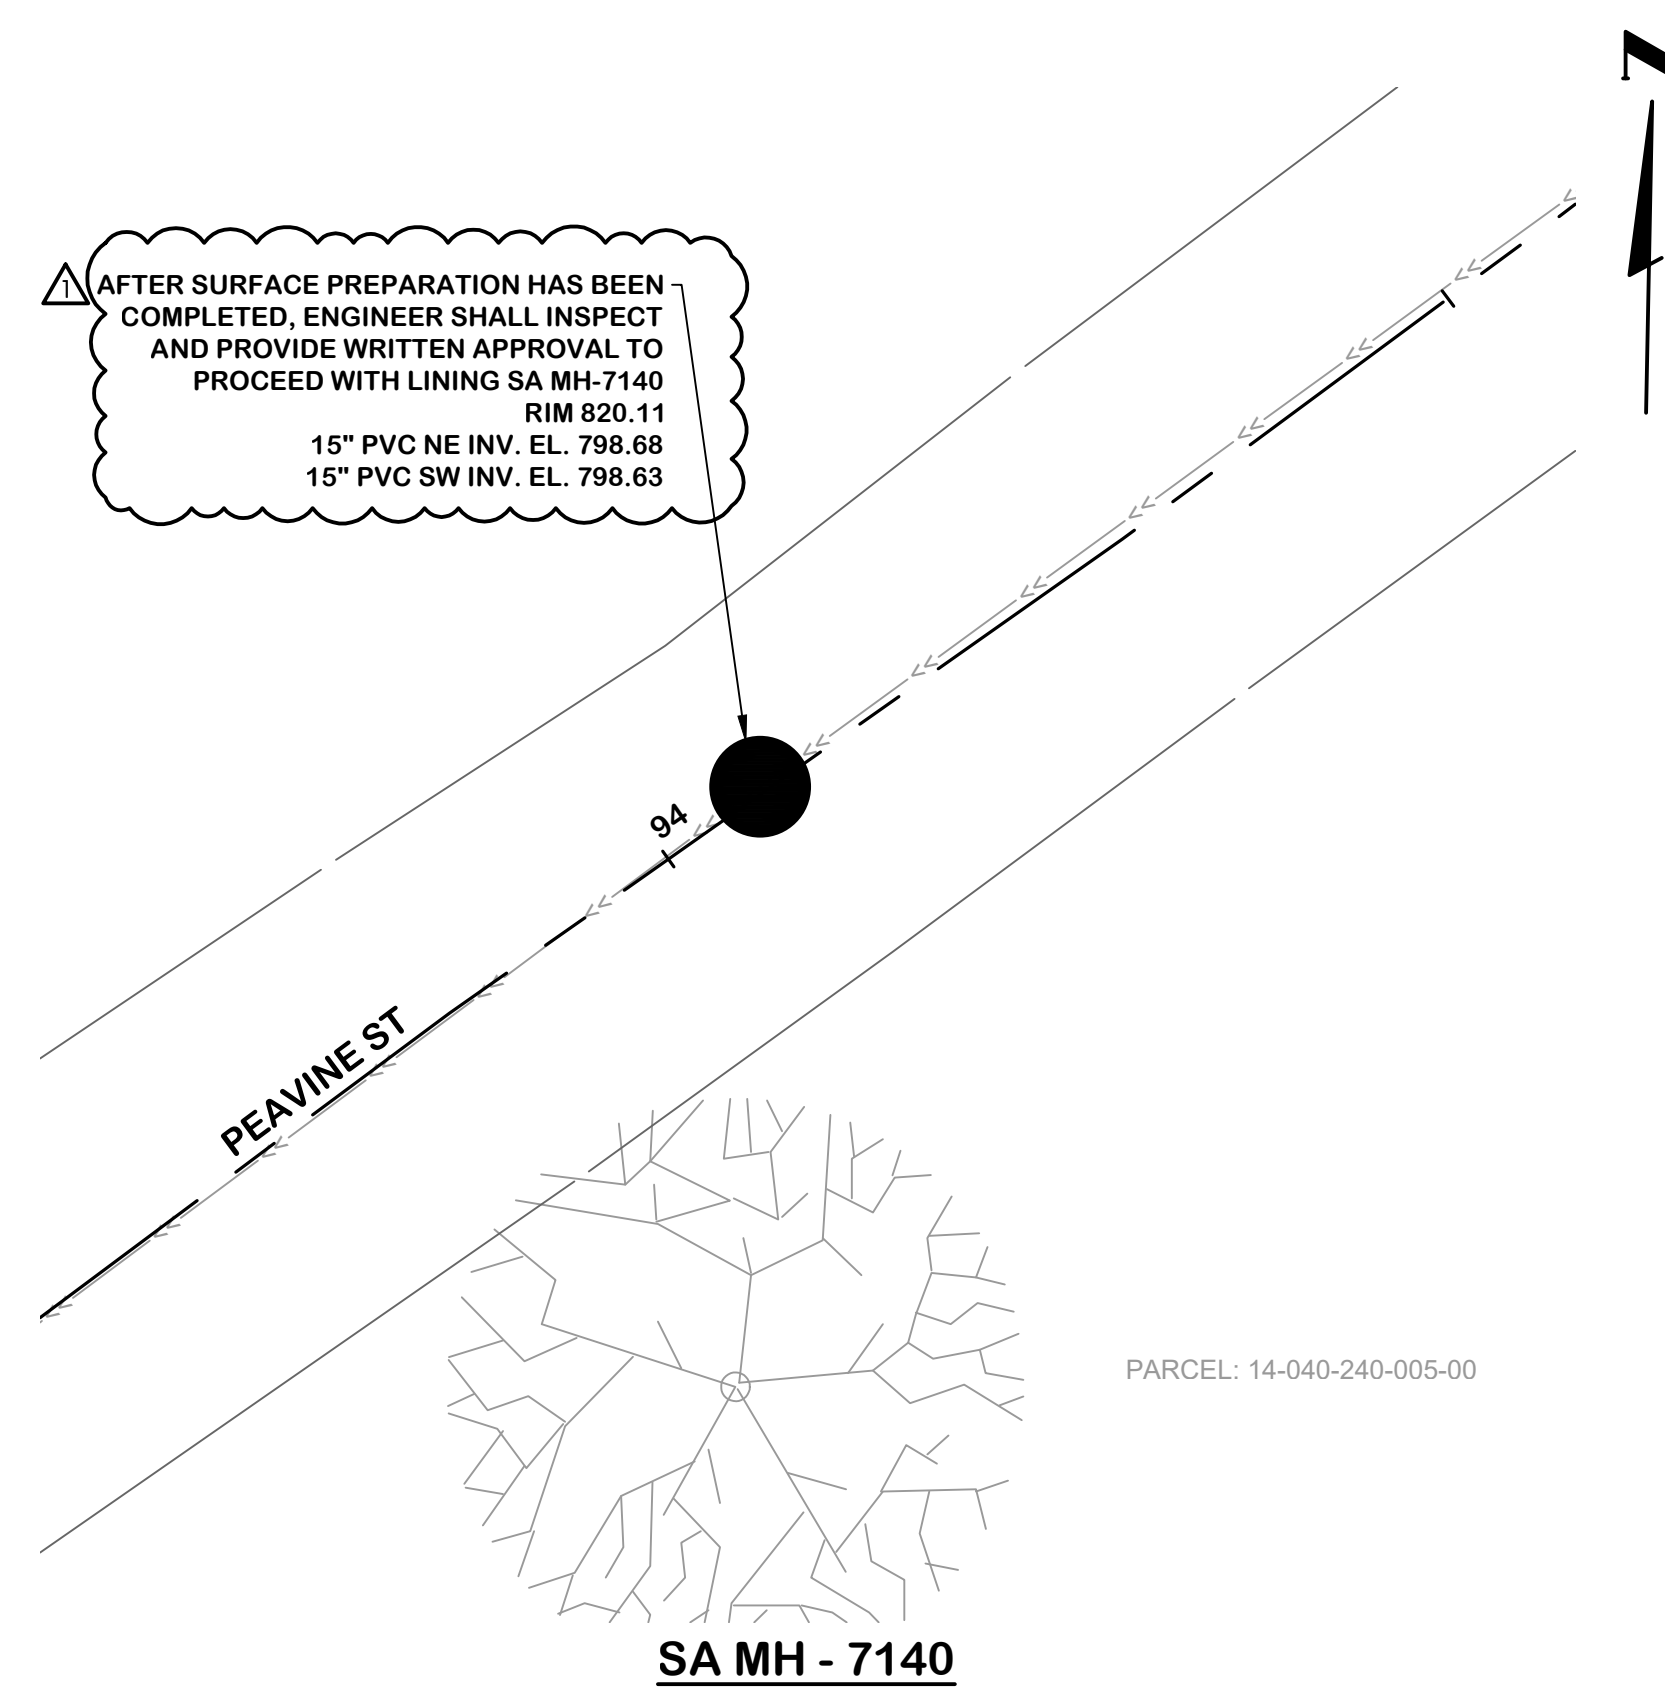 1
AFTER SURFACE PREPARATION HAS BEEN
COMPLETED, ENGINEER SHALL INSPECT
AND PROVIDE WRITTEN APPROVAL TO
PROCEED WITH LINING SA MH-7140
RIM 820.11
15" PVC NE INV. EL. 798.68
15" PVC SW INV. EL. 798.63
94
PEAVINE ST
PARCEL: 14-040-240-005-00
SA MH - 7140